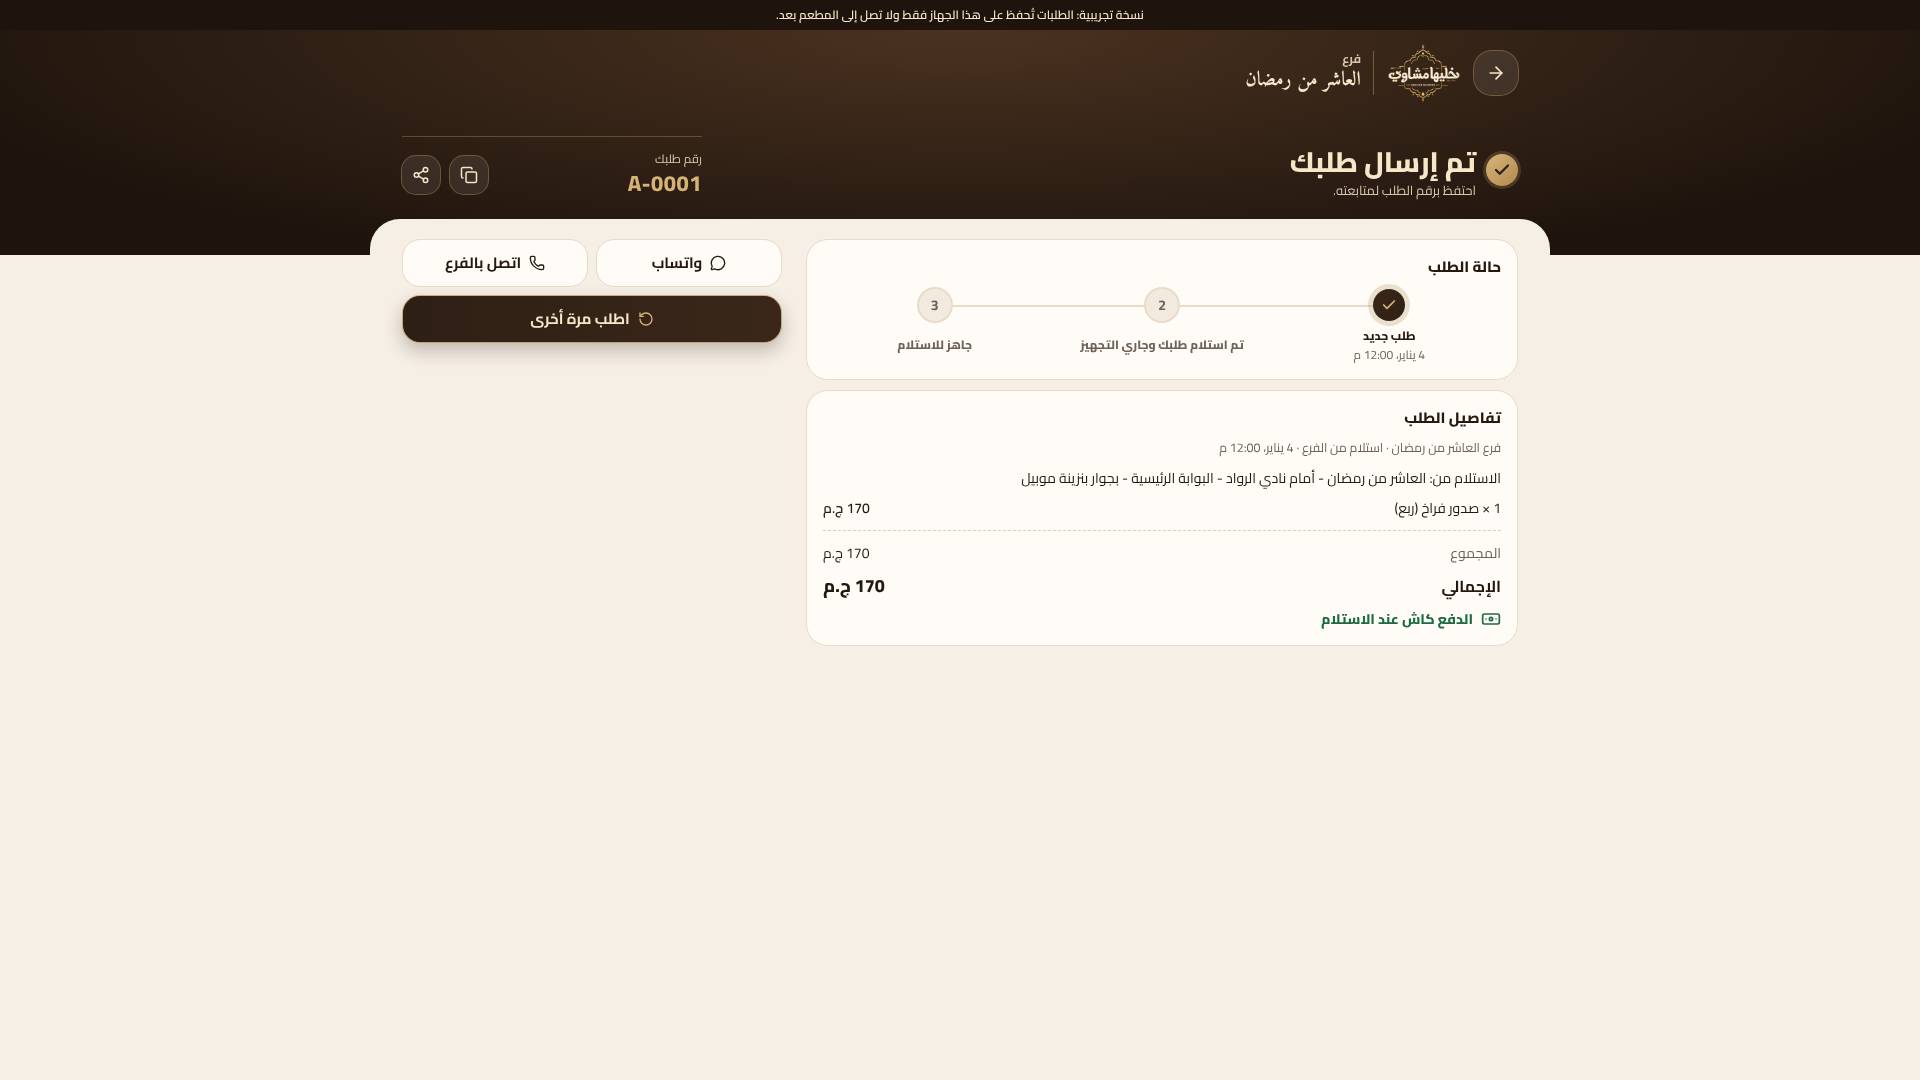 نسخة تجريبية: الطلبات تُحفظ على هذا الجهاز فقط ولا تصل إلى المطعم بعد.
خليها مشاوي
فرع
العاشر من رمضان
تم إرسال طلبك
احتفظ برقم الطلب لمتابعته.
رقم طلبك
A-0001
حالة الطلب
طلب جديد
4 يناير، 12:00 م
2
تم استلام طلبك وجاري التجهيز
3
جاهز للاستلام
واتساب
اتصل بالفرع
اطلب مرة أخرى
تفاصيل الطلب
فرع العاشر من رمضان · استلام من الفرع · 4 يناير، 12:00 م
الاستلام من: العاشر من رمضان - أمام نادي الرواد - البوابة الرئيسية - بجوار بنزينة موبيل
1 × صدور فراخ (ربع) 170 ج.م
المجموع 170 ج.م
الإجمالي 170 ج.م
الدفع كاش عند الاستلام